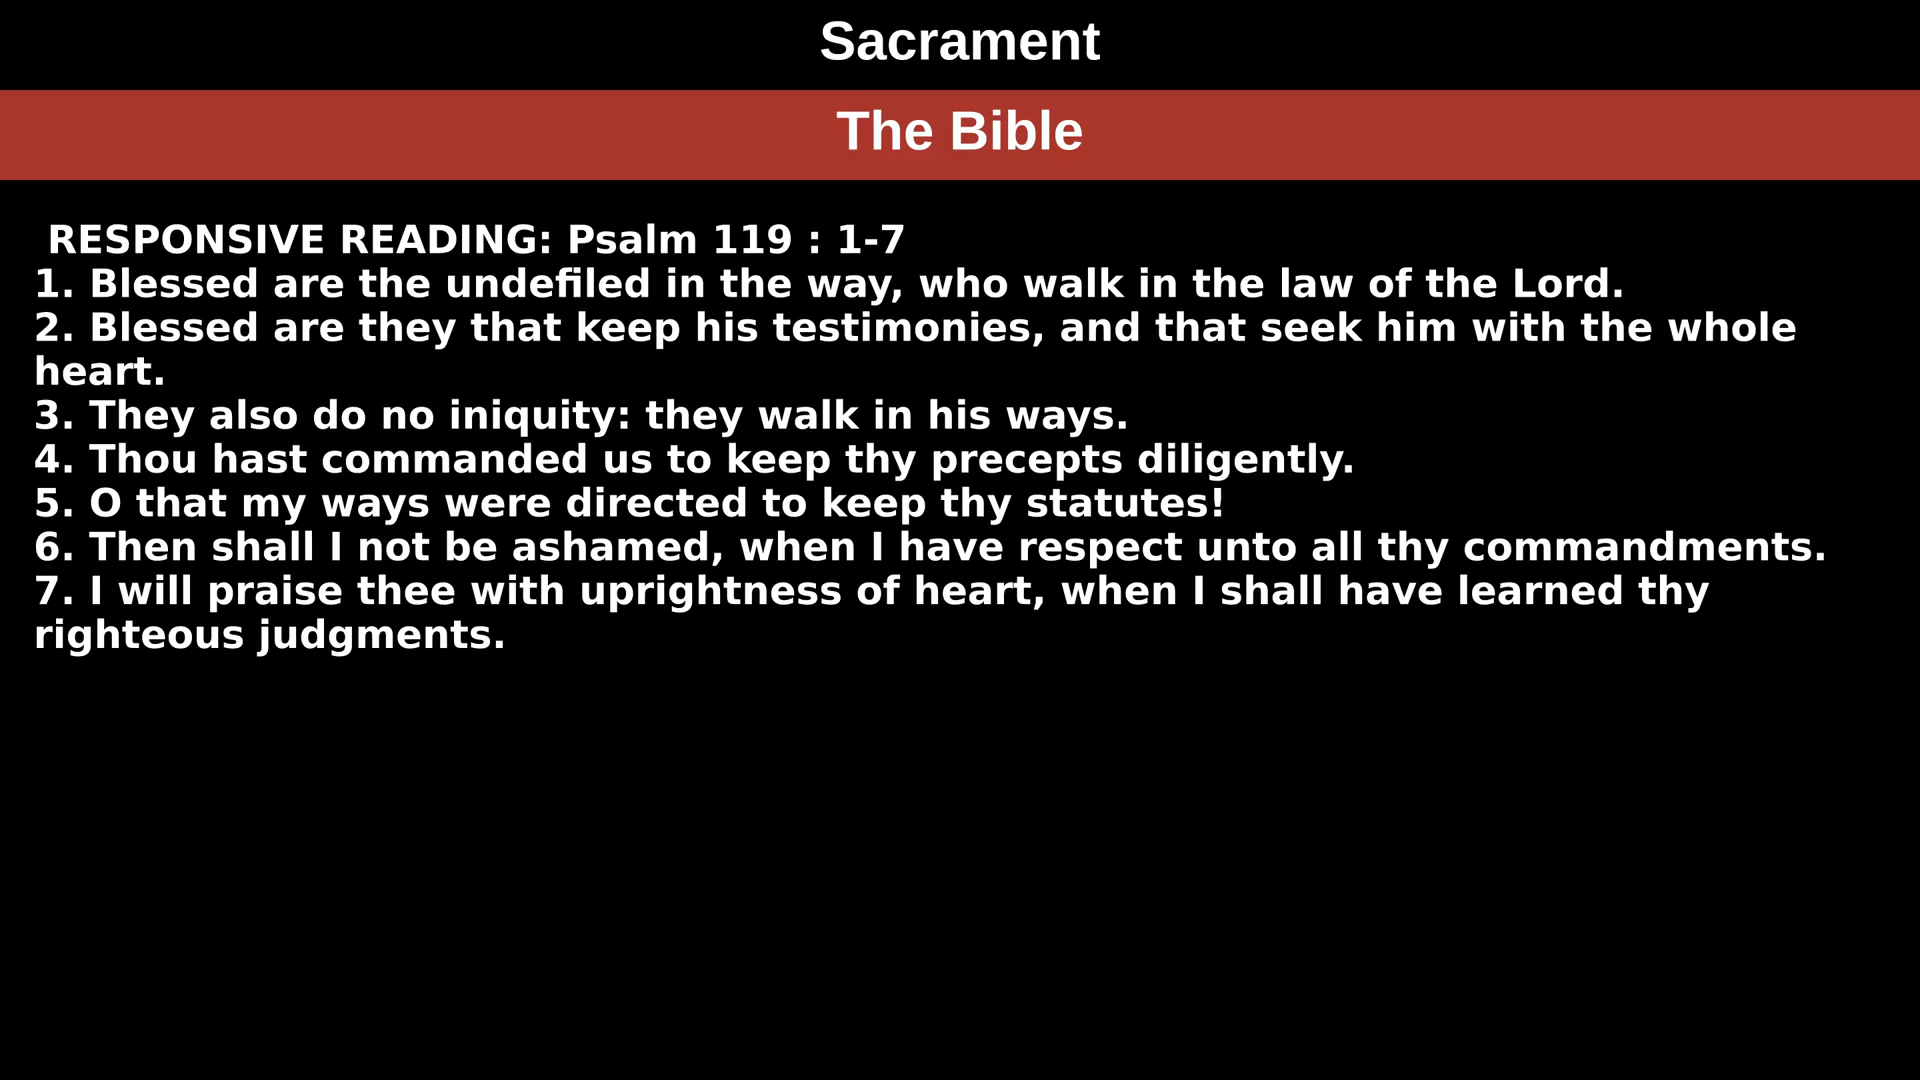 Sacrament
The Bible
RESPONSIVE READING: Psalm 119 : 1-7
1. Blessed are the undefiled in the way, who walk in the law of the Lord.
2. Blessed are they that keep his testimonies, and that seek him with the whole
heart.
3. They also do no iniquity: they walk in his ways.
4. Thou hast commanded us to keep thy precepts diligently.
5. O that my ways were directed to keep thy statutes!
6. Then shall I not be ashamed, when I have respect unto all thy commandments.
7. I will praise thee with uprightness of heart, when I shall have learned thy
righteous judgments.